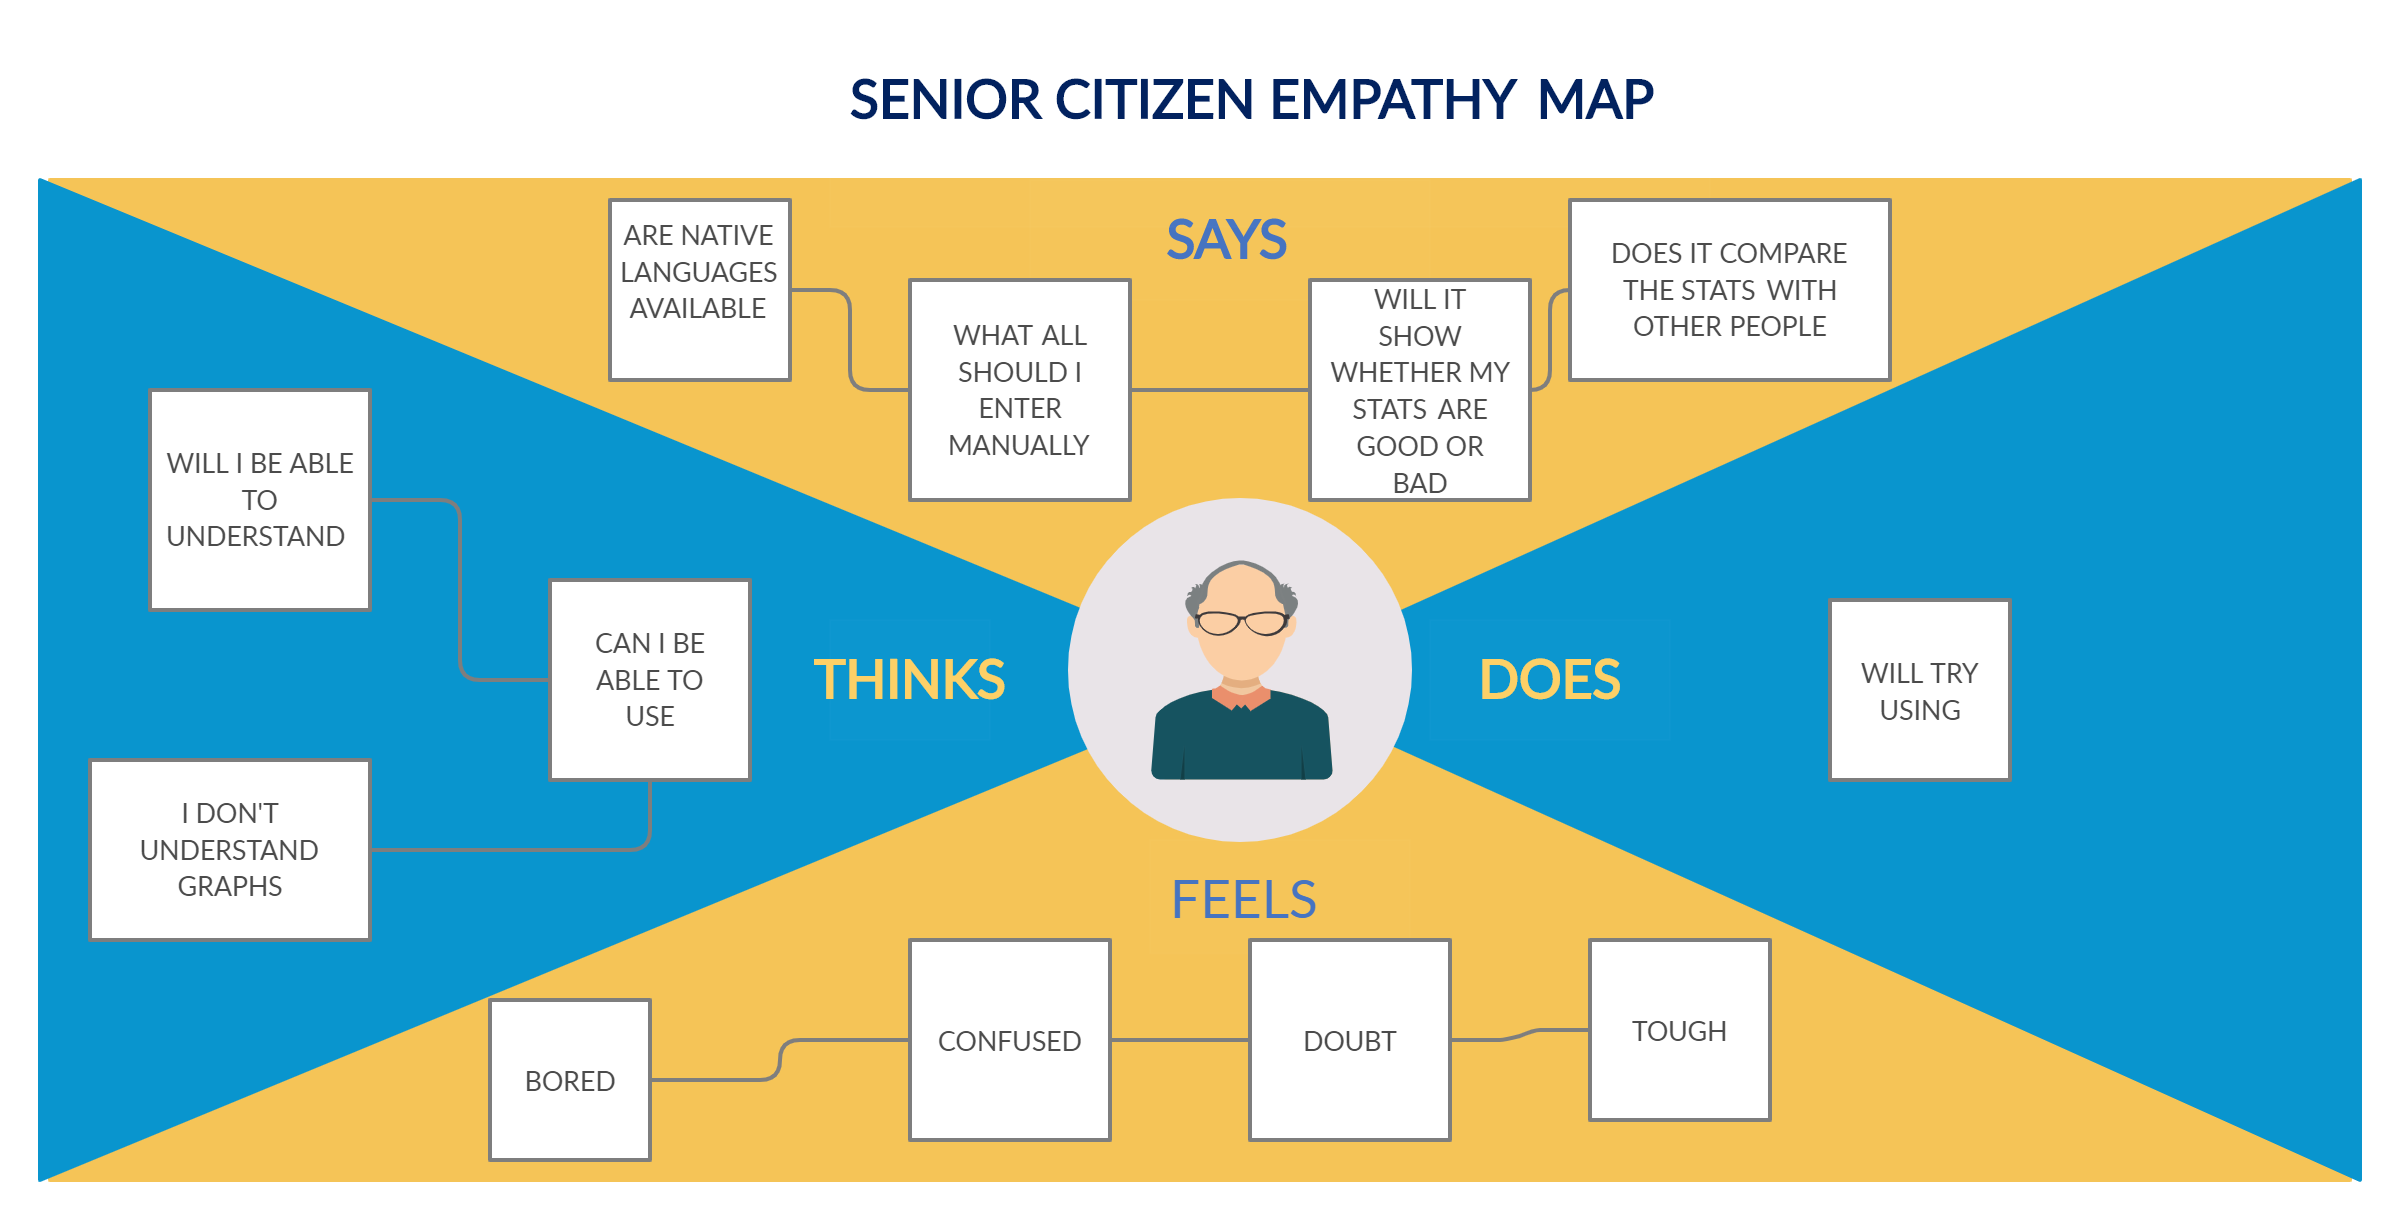 SENIOR CITIZEN EMPATHY MAP
SAYS
ARE NATIVE
LANGUAGES
AVAILABLE
WHAT ALL
SHOULD I
ENTER
MANUALLY
WILL IT
SHOW
WHETHER MY
STATS ARE
GOOD OR
BAD
DOES IT COMPARE
THE STATS WITH
OTHER PEOPLE
WILL I BE ABLE
TO
UNDERSTAND
CAN I BE
ABLE TO
USE
I DON'T
UNDERSTAND
GRAPHS
THINKS
DOES
WILL TRY
USING
FEELS
BORED
CONFUSED
DOUBT
TOUGH